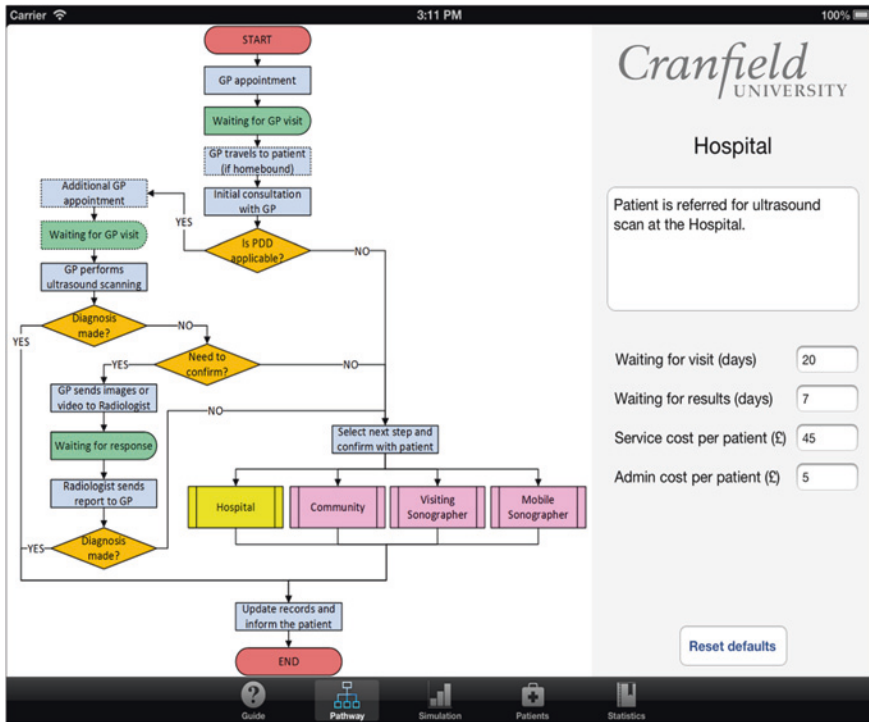 Carrier
3:11 PM
100%
START
GP appointment
Waiting for GP visit
GP travels to patient
(if homebound)
Initial consultation
with GP
Is PDD
applicable?
YES
NO
Additional GP
appointment
Waiting for GP visit
GP performs
ultrasound scanning
Diagnosis
made?
YES
NO
Need to
confirm?
YES
NO
GP sends images or
video to Radiologist
Waiting for response
Radiologist sends
report to GP
Diagnosis
made?
YES
NO
Select next step and
confirm with patient
Hospital
Community
Visiting
Sonographer
Mobile
Sonographer
Update records and
inform the patient
END
Cranfield
UNIVERSITY
Hospital
Patient is referred for ultrasound
scan at the Hospital.
Waiting for visit (days) 20
Waiting for results (days) 7
Service cost per patient (£) 45
Admin cost per patient (£) 5
Reset defaults
Guide
Pathway
Simulation
Patients
Statistics